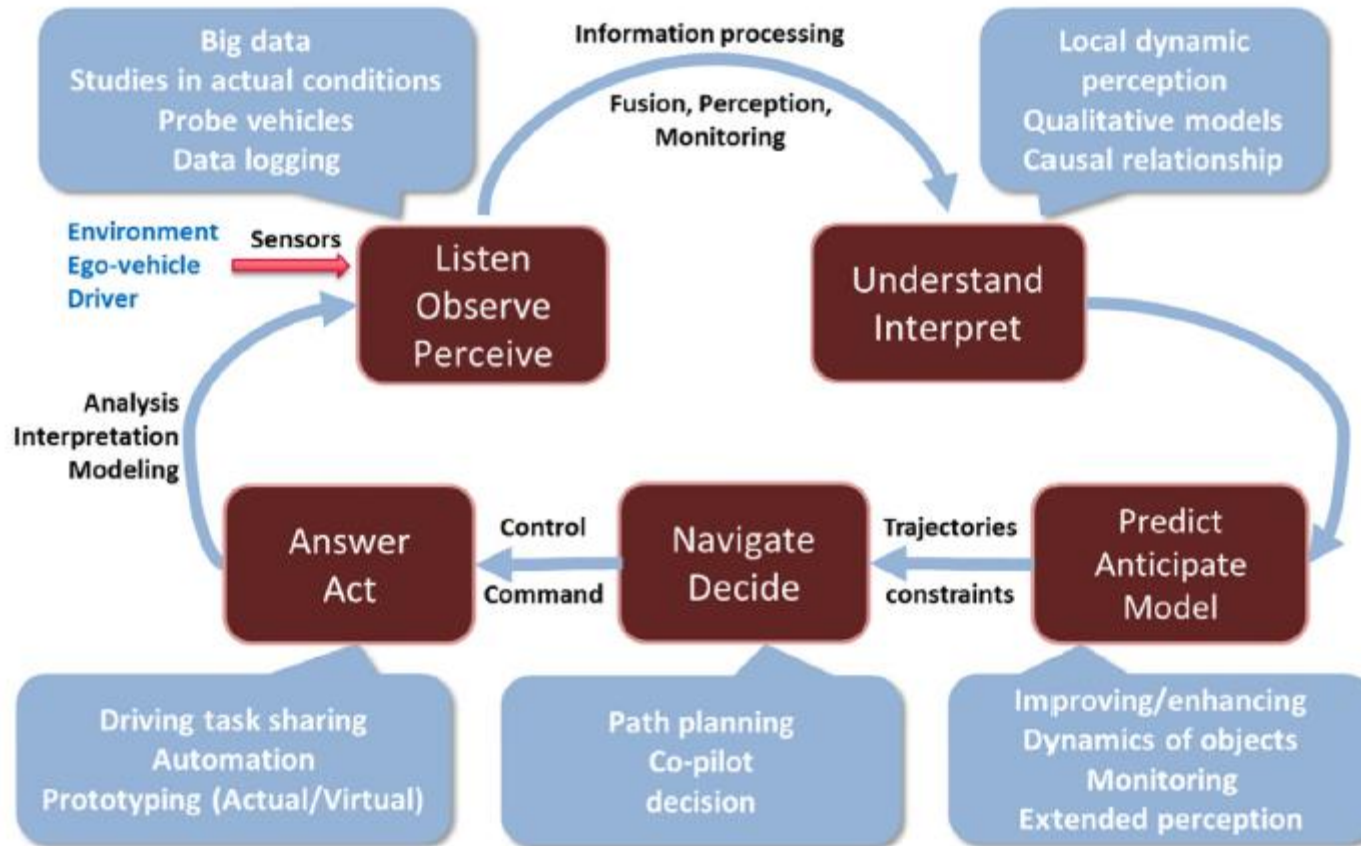 Big data
Studies in actual conditions
Probe vehicles
Data logging
Information processing
Fusion, Perception,
Monitoring
Local dynamic
perception
Qualitative models
Causal relationship
Environment
Ego-vehicle
Driver
Sensors
Listen
Observe
Perceive
Understand
Interpret
Analysis
Interpretation
Modeling
Answer
Act
Control
Command
Navigate
Decide
Trajectories
constraints
Predict
Anticipate
Model
Driving task sharing
Automation
Prototyping (Actual/Virtual)
Path planning
Co-pilot
decision
Improving/enhancing
Dynamics of objects
Monitoring
Extended perception